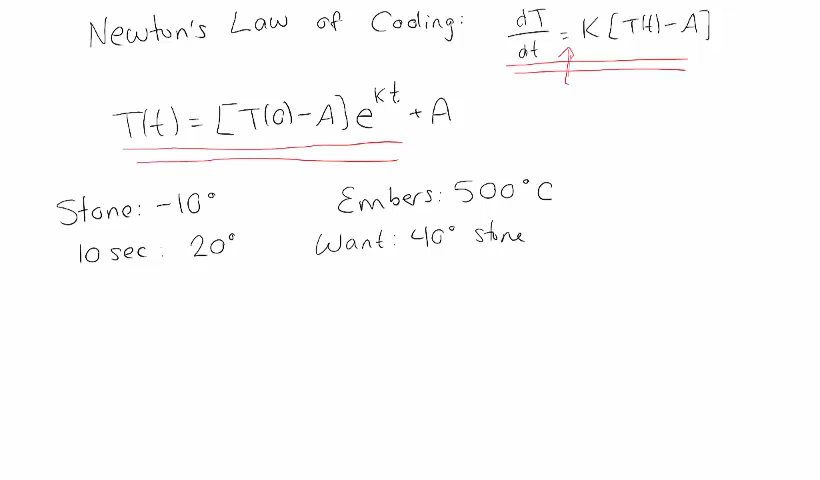 Newton's Law of Cooling: dT/dt = K[T(t)-A]
T(t) = [T(0)-A]e^kt + A
Stone: -10° Embers: 500°C
10 sec: 20° Want: 40° stone